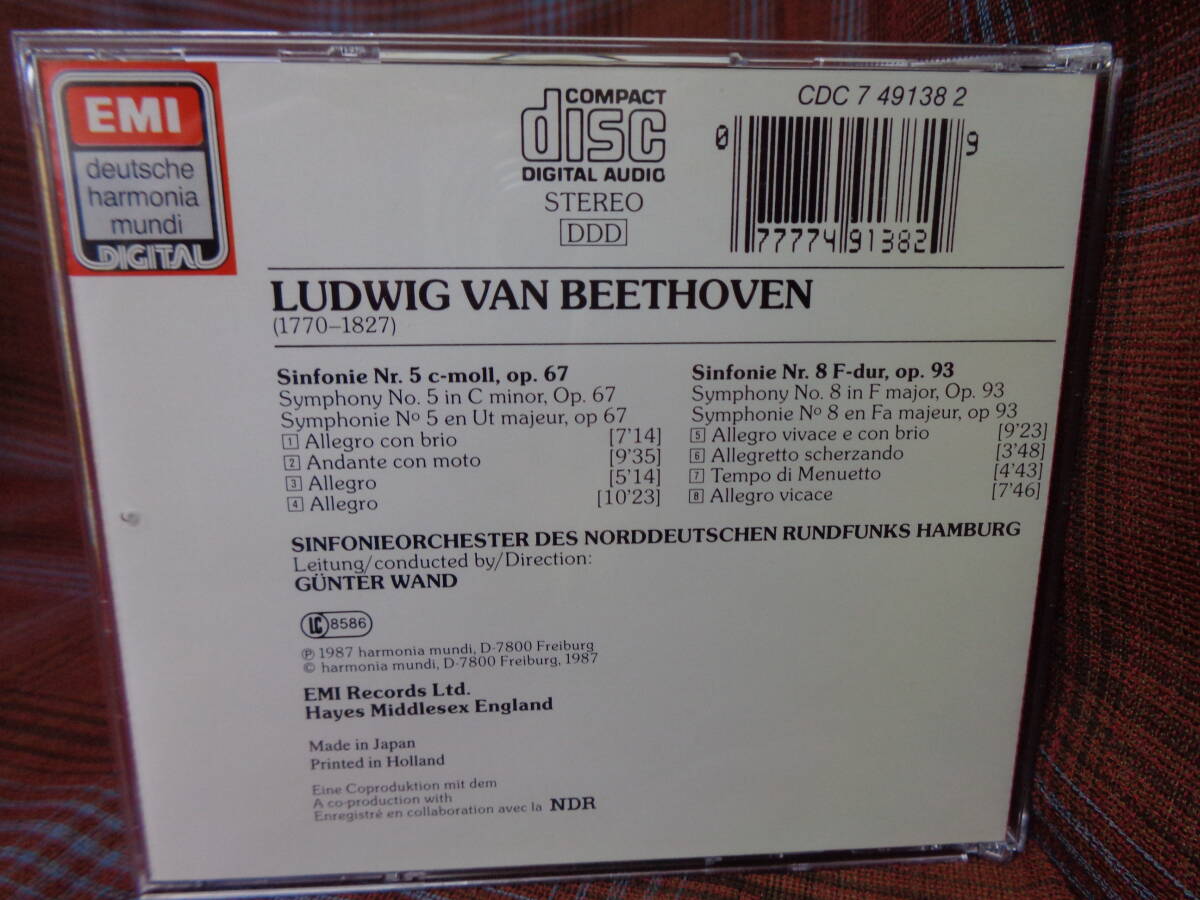 EMI
deutsche
harmonia
mundi
DIGITAL
COMPACT
disc
DIGITAL AUDIO
STEREO
DDD
CDC 7 49138 2
0 77774 91382 9
LUDWIG VAN BEETHOVEN
(1770–1827)
Sinfonie Nr. 5 c-moll, op. 67
Symphony No. 5 in C minor, Op. 67
Symphonie Nº 5 en Ut majeur, op 67
1 Allegro con brio [7'14]
2 Andante con moto [9'35]
3 Allegro [5'14]
4 Allegro [10'23]
Sinfonie Nr. 8 F-dur, op. 93
Symphony No. 8 in F major, Op. 93
Symphonie Nº 8 en Fa majeur, op 93
5 Allegro vivace e con brio [9'23]
6 Allegretto scherzando [3'48]
7 Tempo di Menuetto [4'43]
8 Allegro vicace [7'46]
SINFONIEORCHESTER DES NORDDEUTSCHEN RUNDFUNKS HAMBURG
Leitung/conducted by/Direction:
GÜNTER WAND
LC 8586
℗ 1987 harmonia mundi, D-7800 Freiburg
© harmonia mundi, D-7800 Freiburg, 1987
EMI Records Ltd.
Hayes Middlesex England
Made in Japan
Printed in Holland
Eine Coproduktion mit dem
A co-production with
Enregistré en collaboration avec la NDR